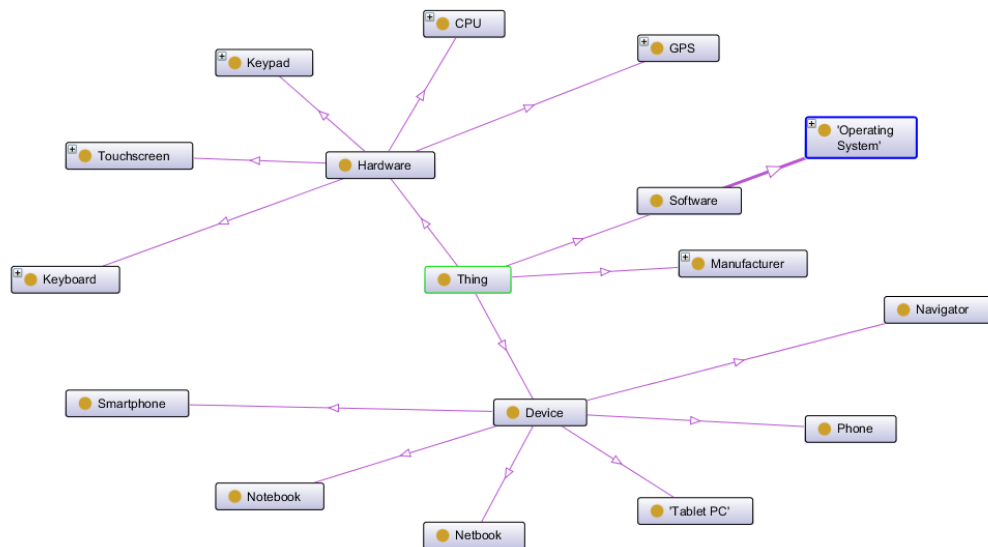 CPU
GPS
Keypad
'Operating
System'
Touchscreen
Hardware
Software
Manufacturer
Keyboard
Thing
Navigator
Smartphone
Device
Phone
Notebook
'Tablet PC'
Netbook